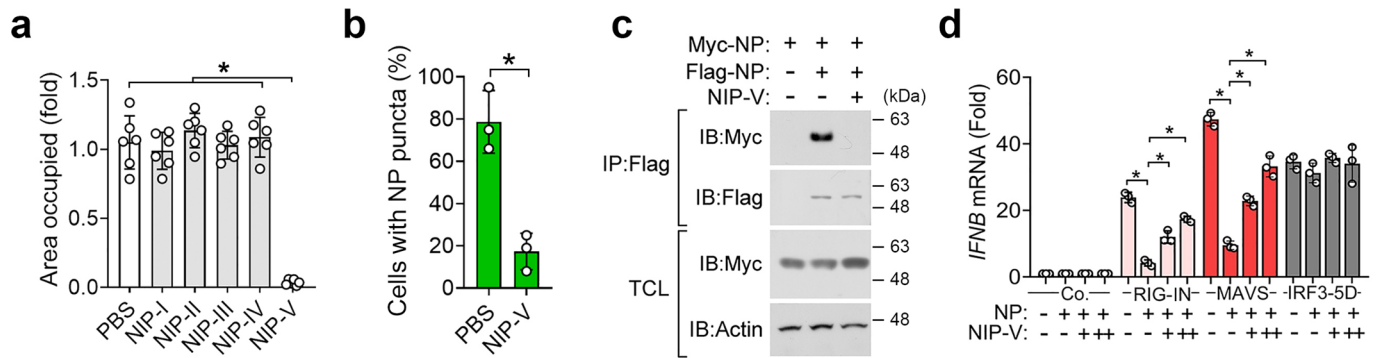 a
Area occupied (fold)
1.5
1.0
0.5
0.0
*
PBS
NIP-I
NIP-II
NIP-III
NIP-IV
NIP-V
b
Cells with NP puncta (%)
100
80
60
40
20
0
*
PBS
NIP-V
c
Myc-NP: + + +
Flag-NP: - + +
NIP-V: - - + (kDa)
IP:Flag
IB:Myc
63
48
IB:Flag
63
48
TCL
IB:Myc
63
48
IB:Actin
48
d
IFNB mRNA (Fold)
60
40
20
0
* * *
* * *
Co. RIG-IN MAVS IRF3-5D
NP: - + + + - + + + - + + + - + + +
NIP-V: - - + ++ - - + ++ - - + ++ - - + ++